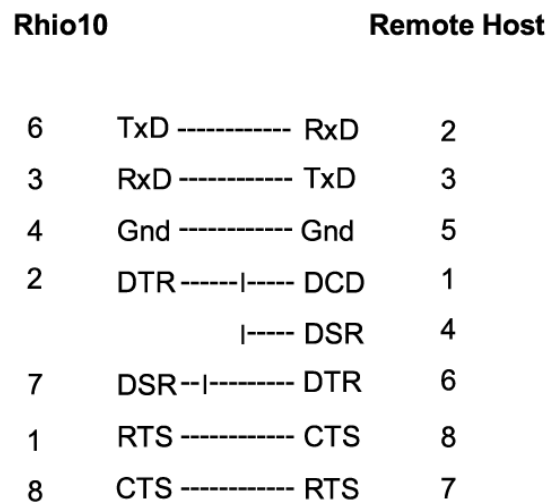 Rhio10 Remote Host
6 TxD ------------ RxD 2
3 RxD ------------ TxD 3
4 Gnd ------------ Gnd 5
2 DTR ------|----- DCD 1
|----- DSR 4
7 DSR--|--------- DTR 6
1 RTS ------------ CTS 8
8 CTS ------------ RTS 7